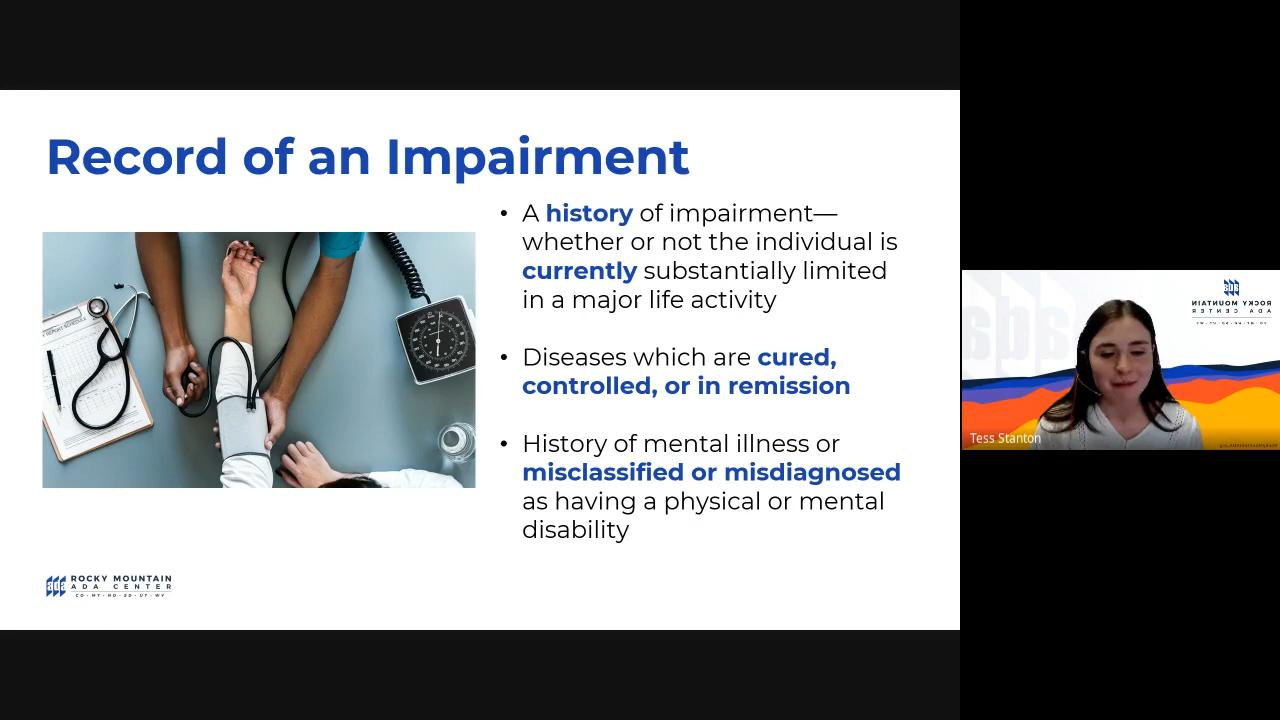 Record of an Impairment
• A history of impairment—
whether or not the individual is
currently substantially limited
in a major life activity
• Diseases which are cured,
controlled, or in remission
• History of mental illness or
misclassified or misdiagnosed
as having a physical or mental
disability
ada ROCKY MOUNTAIN
ADA CENTER
CO · MT · ND · SD · UT · WY
ada
ROCKY MOUNTAIN
ADA CENTER
Tess Stanton